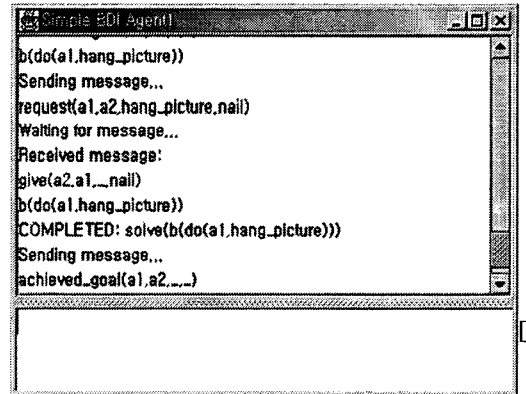 Simple BDI Agent1
b(do(a1,hang_picture))
Sending message...
request(a1,a2,hang_picture,nail)
Waiting for message...
Received message:
give(a2,a1,_,nail)
b(do(a1,hang_picture))
COMPLETED: solve(b(do(a1,hang_picture)))
Sending message...
achieved_goal(a1,a2,_,_)